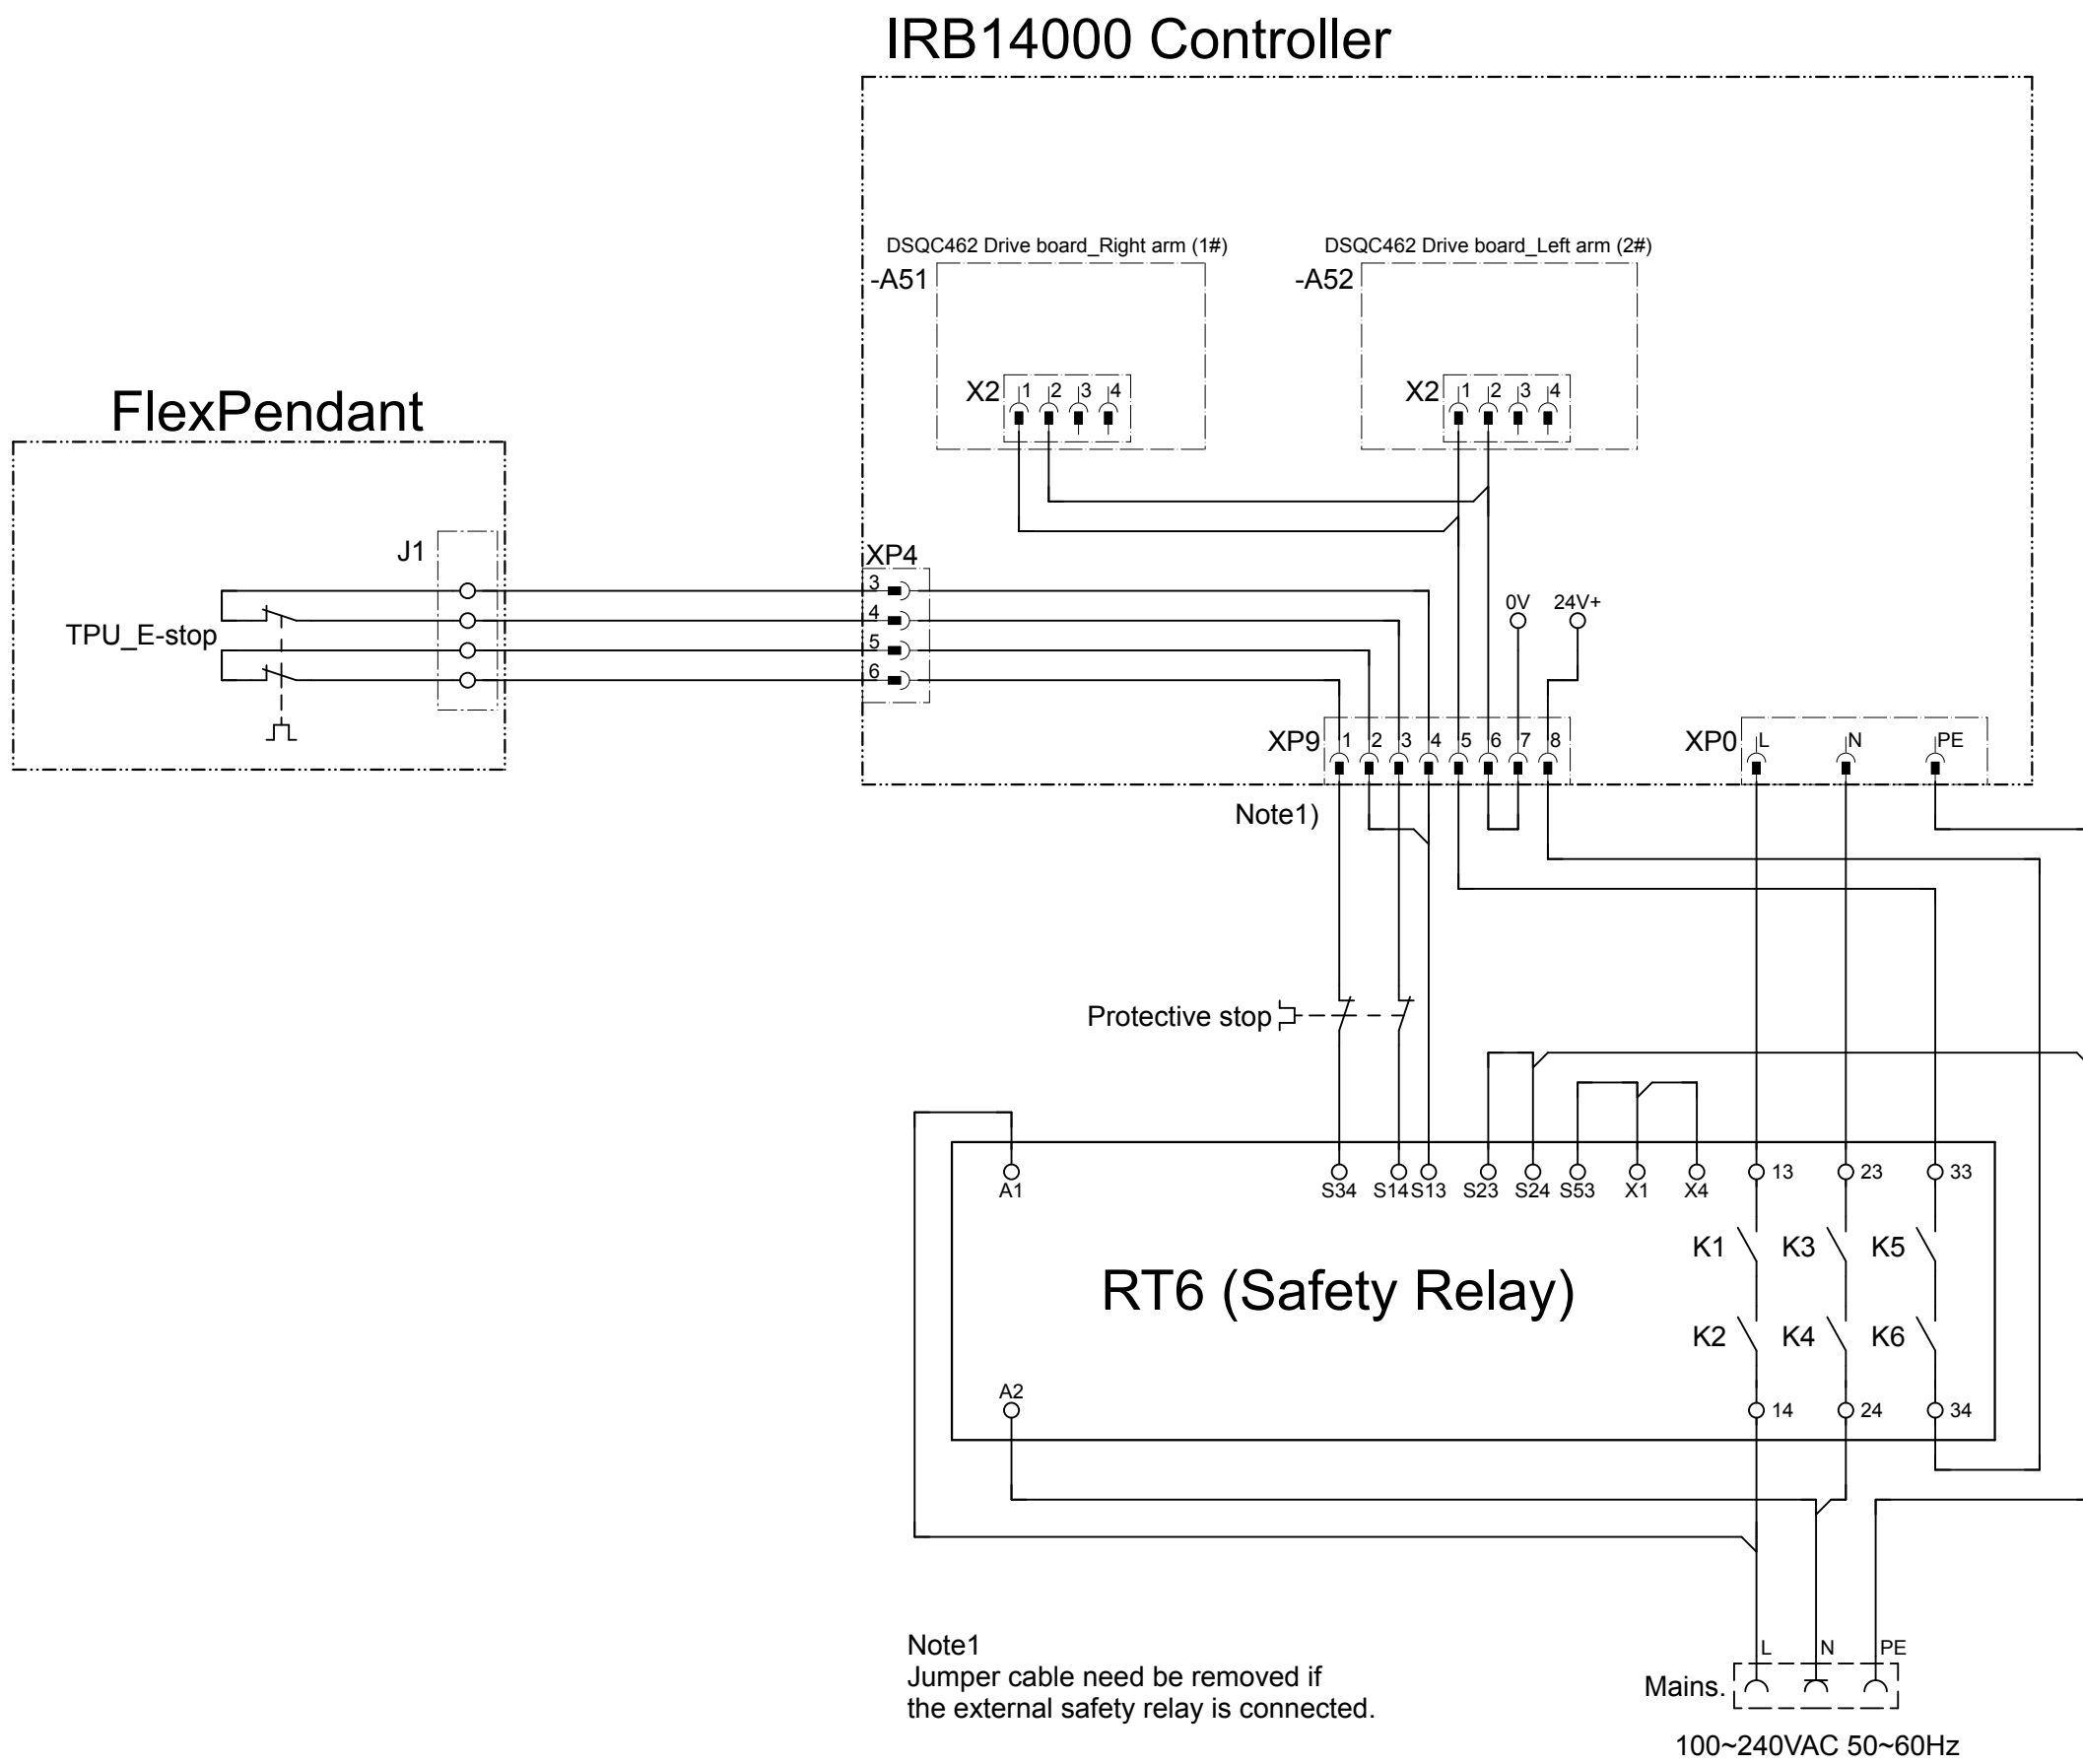 IRB14000 Controller
DSQC462 Drive board_Right arm (1#)
DSQC462 Drive board_Left arm (2#)
-A51
-A52
X2 1 2 3 4
X2 1 2 3 4
FlexPendant
J1
XP4
3
4
5
6
TPU_E-stop
0V 24V+
XP9 1 2 3 4 5 6 7 8
XP0 L N PE
Note1)
Protective stop
A1 S34 S14 S13 S23 S24 S53 X1 X4 13 23 33
K1 K3 K5
RT6 (Safety Relay)
K2 K4 K6
A2
14 24 34
Note1
Jumper cable need be removed if
the external safety relay is connected.
L N PE
Mains.
100~240VAC 50~60Hz